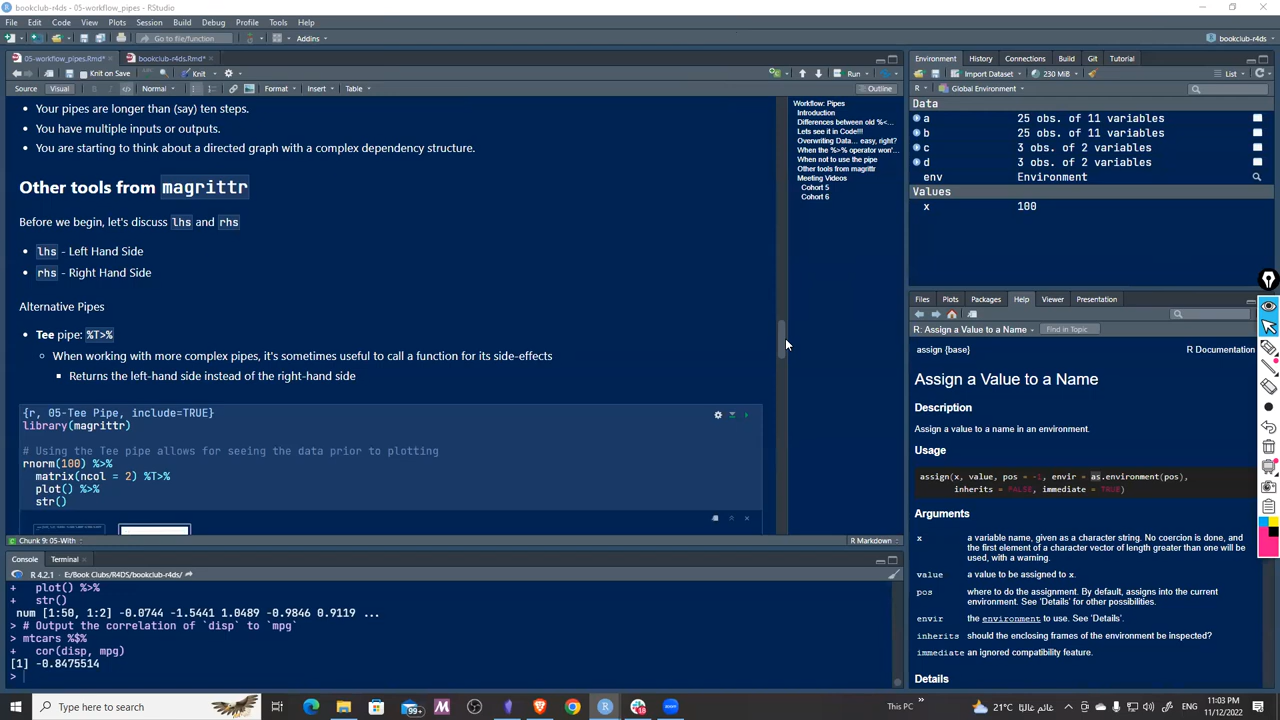 bookclub-r4ds - 05-workflow_pipes - RStudio
File Edit Code View Plots Session Build Debug Profile Tools Help
Go to file/function Addins bookclub-r4ds
05-workflow_pipes.Rmd* bookclub-r4ds.Rmd*
Knit on Save Knit Run
Source Visual Normal Format Insert Table Outline
Your pipes are longer than (say) ten steps.
You have multiple inputs or outputs.
You are starting to think about a directed graph with a complex dependency structure.
Other tools from magrittr
Before we begin, let's discuss lhs and rhs
lhs - Left Hand Side
rhs - Right Hand Side
Alternative Pipes
Tee pipe: %T>%
When working with more complex pipes, it's sometimes useful to call a function for its side-effects
Returns the left-hand side instead of the right-hand side
{r, 05-Tee Pipe, include=TRUE}
library(magrittr)
# Using the Tee pipe allows for seeing the data prior to plotting
rnorm(100) %>%
matrix(ncol = 2) %T>%
plot() %>%
str()
Chunk 9: 05-With R Markdown
Workflow: Pipes
Introduction
Differences between old %<...
Lets see it in Code!!!
Overwriting Data... easy, right?
When the %>% operator won'...
When not to use the pipe
Other tools from magrittr
Meeting Videos
Cohort 5
Cohort 6
Console Terminal
R 4.2.1 · E:/Book Clubs/R4DS/bookclub-r4ds/
+ plot() %>%
+ str()
num [1:50, 1:2] -0.0744 -1.5441 1.0489 -0.9846 0.9119 ...
> # Output the correlation of `disp` to `mpg`
> mtcars %$%
+ cor(disp, mpg)
[1] -0.8475514
>
Environment History Connections Build Git Tutorial
Import Dataset 230 MiB List
R Global Environment
Data
a 25 obs. of 11 variables
b 25 obs. of 11 variables
c 3 obs. of 2 variables
d 3 obs. of 2 variables
env Environment
Values
x 100
Files Plots Packages Help Viewer Presentation
R: Assign a Value to a Name Find in Topic
assign {base} R Documentation
Assign a Value to a Name
Description
Assign a value to a name in an environment.
Usage
assign(x, value, pos = -1, envir = as.environment(pos),
inherits = FALSE, immediate = TRUE)
Arguments
x a variable name, given as a character string. No coercion is done, and
the first element of a character vector of length greater than one will be
used, with a warning.
value a value to be assigned to x.
pos where to do the assignment. By default, assigns into the current
environment. See 'Details' for other possibilities.
envir the environment to use. See 'Details'.
inherits should the enclosing frames of the environment be inspected?
immediate an ignored compatibility feature.
Details
Type here to search
99+
This PC
21°C غائم غالبًا
11:03 PM
11/12/2022